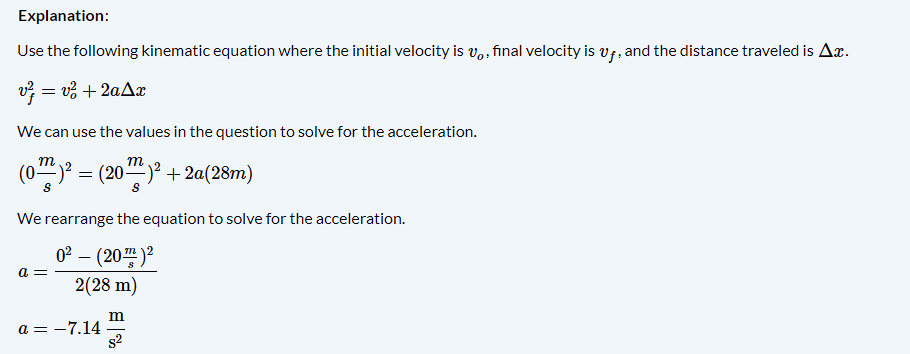 Explanation:
Use the following kinematic equation where the initial velocity is $v_o$, final velocity is $v_f$, and the distance traveled is $\Delta x$.
$v_f^2 = v_o^2 + 2a\Delta x$
We can use the values in the question to solve for the acceleration.
$(0\frac{m}{s})^2 = (20\frac{m}{s})^2 + 2a(28m)$
We rearrange the equation to solve for the acceleration.
$a = \frac{0^2 - (20\frac{m}{s})^2}{2(28 \text{ m})}$
$a = -7.14 \frac{\text{m}}{\text{s}^2}$